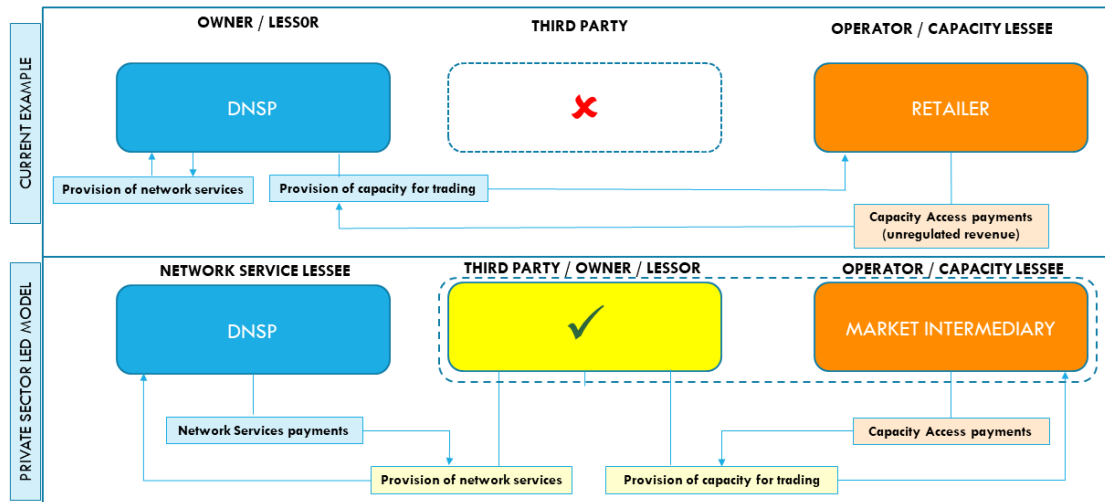 OWNER / LESS0R
THIRD PARTY
OPERATOR / CAPACITY LESSEE
CURRENT EXAMPLE
DNSP
RETAILER
Provision of network services
Provision of capacity for trading
Capacity Access payments
(unregulated revenue)
NETWORK SERVICE LESSEE
THIRD PARTY / OWNER / LESSOR
OPERATOR / CAPACITY LESSEE
PRIVATE SECTOR LED MODEL
DNSP
MARKET INTERMEDIARY
Network Services payments
Capacity Access payments
Provision of network services
Provision of capacity for trading